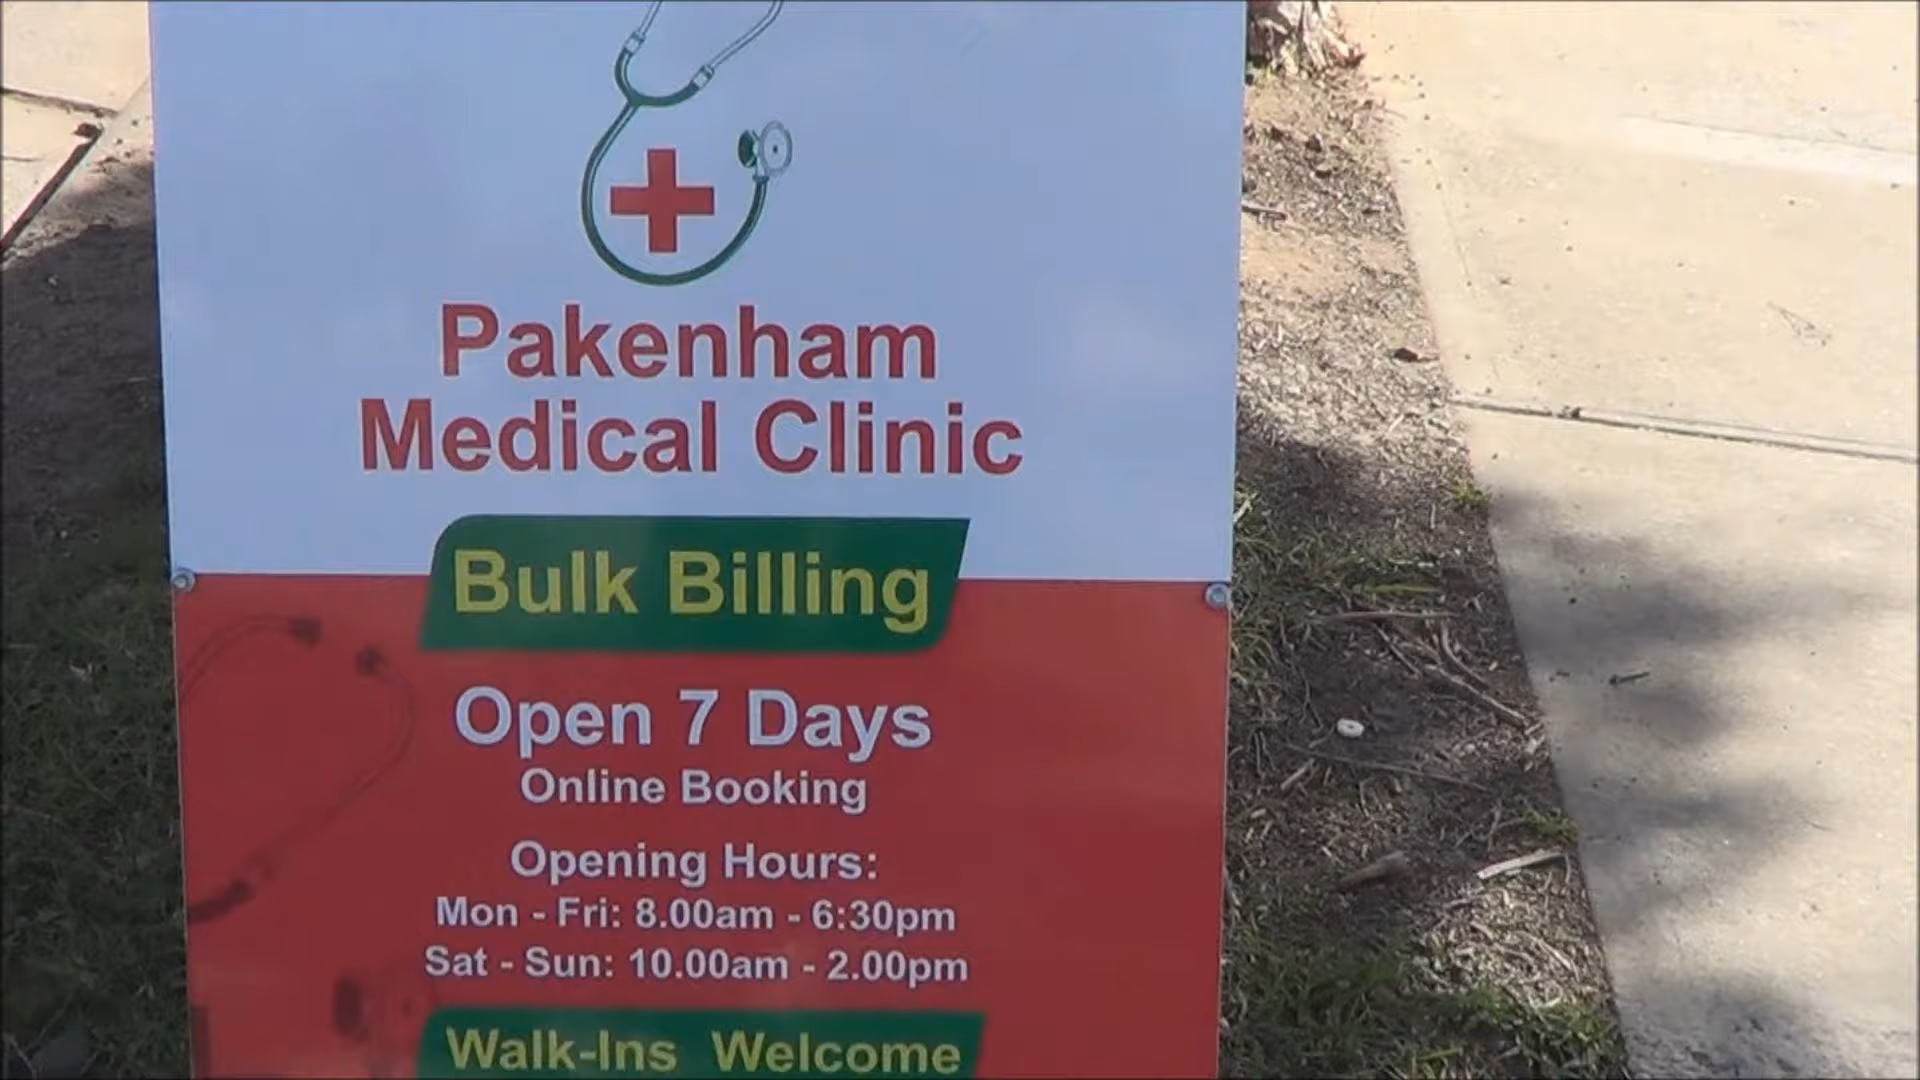 Pakenham
Medical Clinic
Bulk Billing
Open 7 Days
Online Booking
Opening Hours:
Mon - Fri: 8.00am - 6:30pm
Sat - Sun: 10.00am - 2.00pm
Walk-Ins Welcome